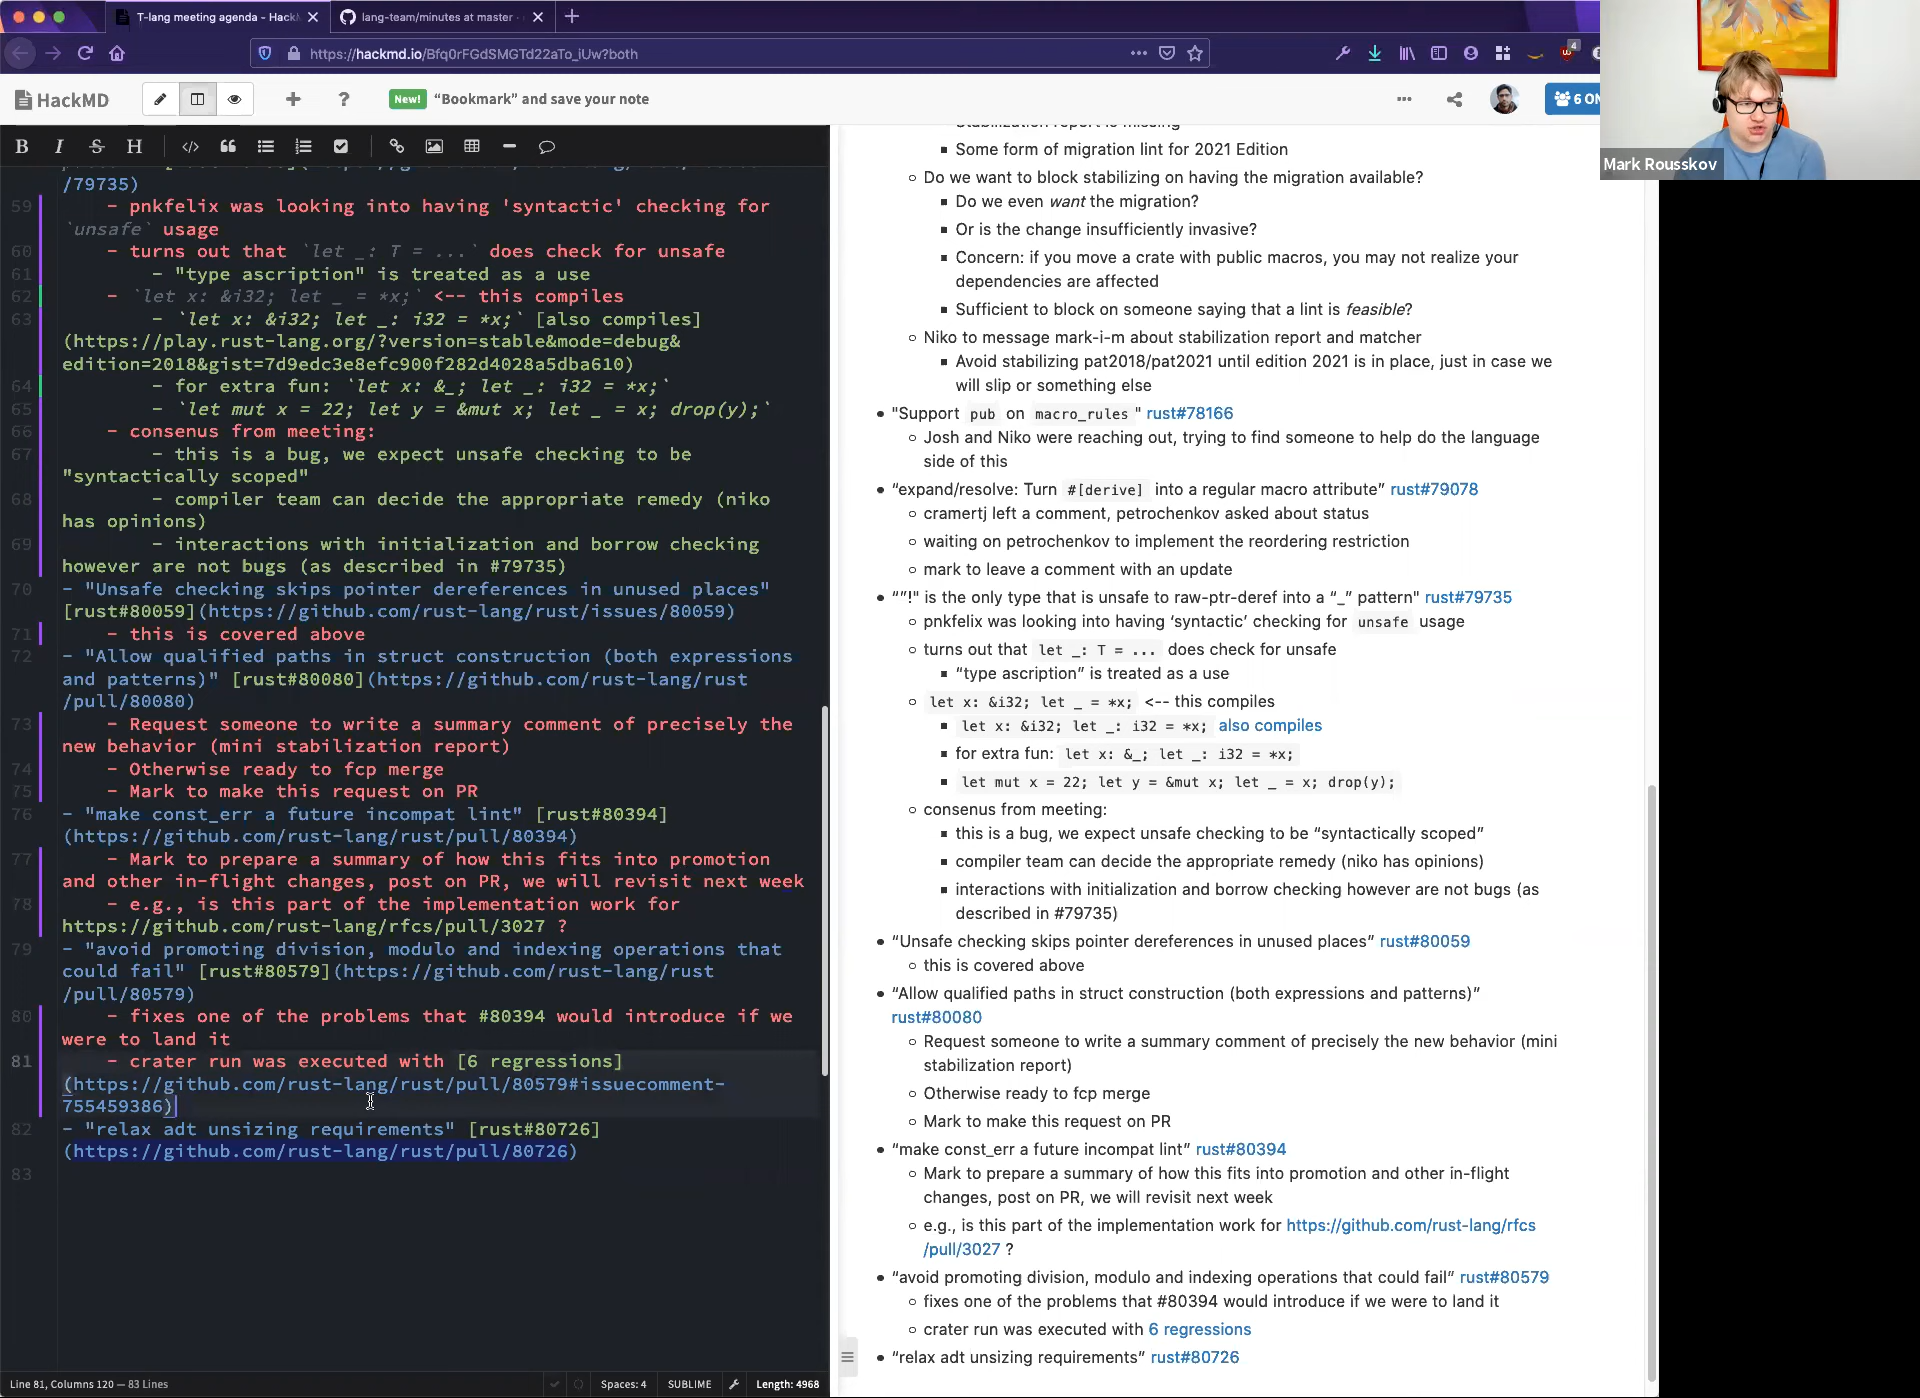 T-lang meeting agenda - Hack
lang-team/minutes at master
https://hackmd.io/Bfq0rFGdSMGTd22aTo_iUw?both
4
HackMD
New! “Bookmark” and save your note
6 ON
Mark Rousskov
/79735)
59 - pnkfelix was looking into having 'syntactic' checking for
`unsafe` usage
60 - turns out that `let _: T = ...` does check for unsafe
61 - "type ascription" is treated as a use
62 - `let x: &i32; let _ = *x;` <-- this compiles
63 - `let x: &i32; let _: i32 = *x;` [also compiles]
(https://play.rust-lang.org/?version=stable&mode=debug&
edition=2018&gist=7d9edc3e8efc900f282d4028a5dba610)
64 - for extra fun: `let x: &_; let _: i32 = *x;`
65 - `let mut x = 22; let y = &mut x; let _ = x; drop(y);`
66 - consenus from meeting:
67 - this is a bug, we expect unsafe checking to be
"syntactically scoped"
68 - compiler team can decide the appropriate remedy (niko
has opinions)
69 - interactions with initialization and borrow checking
however are not bugs (as described in #79735)
70 - "Unsafe checking skips pointer dereferences in unused places"
[rust#80059](https://github.com/rust-lang/rust/issues/80059)
71 - this is covered above
72 - "Allow qualified paths in struct construction (both expressions
and patterns)" [rust#80080](https://github.com/rust-lang/rust
/pull/80080)
73 - Request someone to write a summary comment of precisely the
new behavior (mini stabilization report)
74 - Otherwise ready to fcp merge
75 - Mark to make this request on PR
76 - "make const_err a future incompat lint" [rust#80394]
(https://github.com/rust-lang/rust/pull/80394)
77 - Mark to prepare a summary of how this fits into promotion
and other in-flight changes, post on PR, we will revisit next week
78 - e.g., is this part of the implementation work for
https://github.com/rust-lang/rfcs/pull/3027 ?
79 - "avoid promoting division, modulo and indexing operations that
could fail" [rust#80579](https://github.com/rust-lang/rust
/pull/80579)
80 - fixes one of the problems that #80394 would introduce if we
were to land it
81 - crater run was executed with [6 regressions]
(https://github.com/rust-lang/rust/pull/80579#issuecomment-
755459386)
82 - "relax adt unsizing requirements" [rust#80726]
(https://github.com/rust-lang/rust/pull/80726)
83
Line 81, Columns 120 — 83 Lines
Spaces: 4 SUBLIME Length: 4968
Stabilization report is missing
Some form of migration lint for 2021 Edition
Do we want to block stabilizing on having the migration available?
Do we even want the migration?
Or is the change insufficiently invasive?
Concern: if you move a crate with public macros, you may not realize your
dependencies are affected
Sufficient to block on someone saying that a lint is feasible?
Niko to message mark-i-m about stabilization report and matcher
Avoid stabilizing pat2018/pat2021 until edition 2021 is in place, just in case we
will slip or something else
"Support pub on macro_rules " rust#78166
Josh and Niko were reaching out, trying to find someone to help do the language
side of this
“expand/resolve: Turn #[derive] into a regular macro attribute” rust#79078
cramertj left a comment, petrochenkov asked about status
waiting on petrochenkov to implement the reordering restriction
mark to leave a comment with an update
“”!" is the only type that is unsafe to raw-ptr-deref into a “_” pattern" rust#79735
pnkfelix was looking into having ‘syntactic’ checking for unsafe usage
turns out that let _: T = ... does check for unsafe
“type ascription” is treated as a use
let x: &i32; let _ = *x; <-- this compiles
let x: &i32; let _: i32 = *x; also compiles
for extra fun: let x: &_; let _: i32 = *x;
let mut x = 22; let y = &mut x; let _ = x; drop(y);
consenus from meeting:
this is a bug, we expect unsafe checking to be “syntactically scoped”
compiler team can decide the appropriate remedy (niko has opinions)
interactions with initialization and borrow checking however are not bugs (as
described in #79735)
“Unsafe checking skips pointer dereferences in unused places” rust#80059
this is covered above
“Allow qualified paths in struct construction (both expressions and patterns)”
rust#80080
Request someone to write a summary comment of precisely the new behavior (mini
stabilization report)
Otherwise ready to fcp merge
Mark to make this request on PR
“make const_err a future incompat lint” rust#80394
Mark to prepare a summary of how this fits into promotion and other in-flight
changes, post on PR, we will revisit next week
e.g., is this part of the implementation work for https://github.com/rust-lang/rfcs
/pull/3027 ?
“avoid promoting division, modulo and indexing operations that could fail” rust#80579
fixes one of the problems that #80394 would introduce if we were to land it
crater run was executed with 6 regressions
“relax adt unsizing requirements” rust#80726